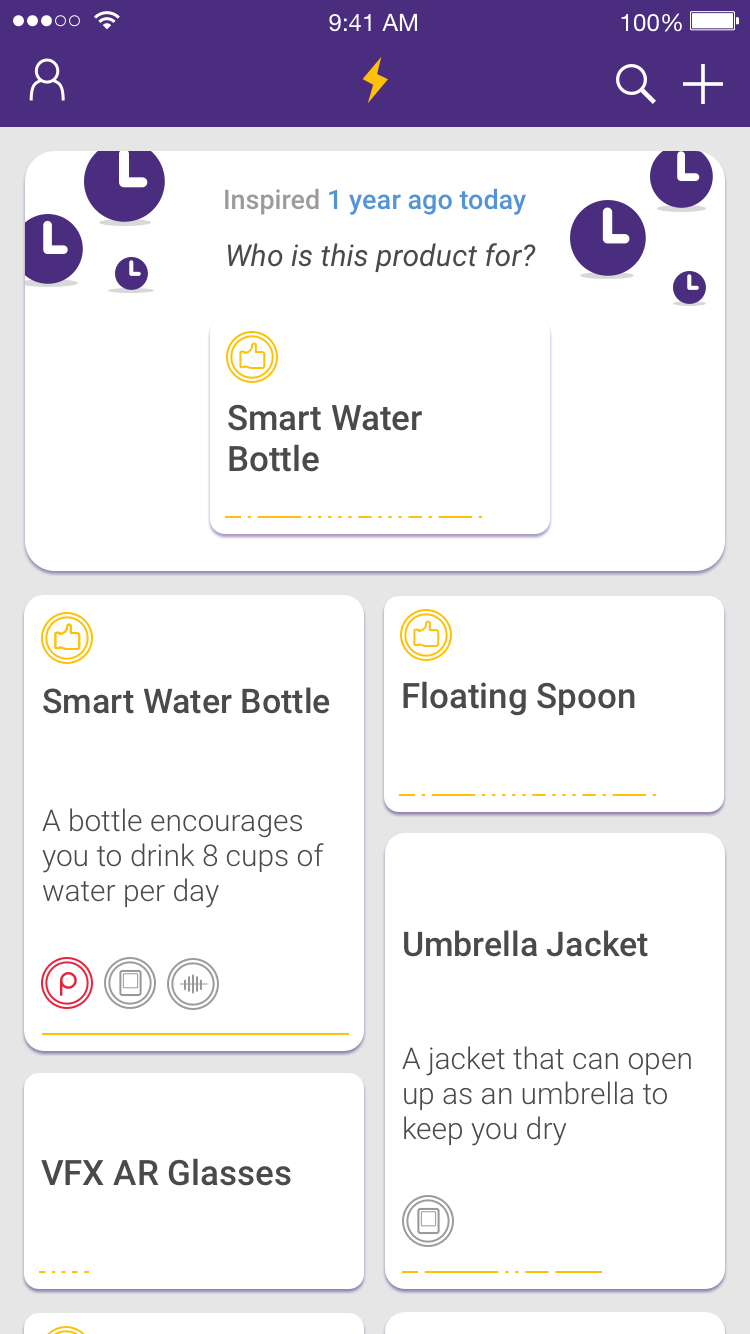 9:41 AM
100%
Inspired 1 year ago today
Who is this product for?
Smart Water
Bottle
Smart Water Bottle
A bottle encourages
you to drink 8 cups of
water per day
Floating Spoon
Umbrella Jacket
A jacket that can open
up as an umbrella to
keep you dry
VFX AR Glasses